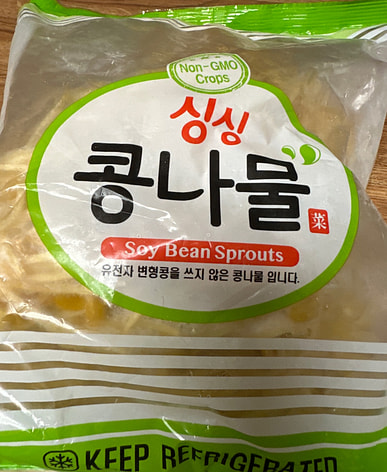 Non-GMO
Crops
싱싱
콩나물
菜
Soy Bean Sprouts
유전자 변형콩을 쓰지 않은 콩나물 입니다.
KEEP REFRIGERATED